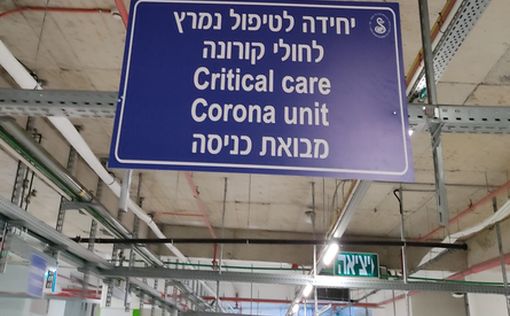 יחידה לטיפול נמרץ
לחולי קורונה
Critical care
Corona unit
מבואת כניסה
יציאה